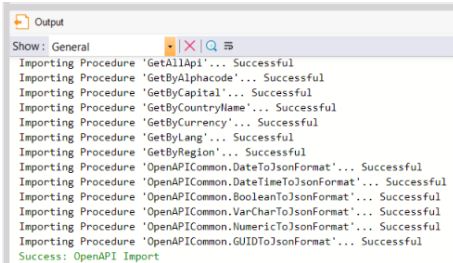 Output
Show : General
Importing Procedure 'GetAllApi'... Successful
Importing Procedure 'GetByAlphacode'... Successful
Importing Procedure 'GetByCapital'... Successful
Importing Procedure 'GetByCountryName'... Successful
Importing Procedure 'GetByCurrency'... Successful
Importing Procedure 'GetByLang'... Successful
Importing Procedure 'GetByRegion'... Successful
Importing Procedure 'OpenAPICommon.DateToJsonFormat'... Successful
Importing Procedure 'OpenAPICommon.DateTimeToJsonFormat'... Successful
Importing Procedure 'OpenAPICommon.BooleanToJsonFormat'... Successful
Importing Procedure 'OpenAPICommon.VarCharToJsonFormat'... Successful
Importing Procedure 'OpenAPICommon.NumericToJsonFormat'... Successful
Importing Procedure 'OpenAPICommon.GUIDToJsonFormat'... Successful
Success: OpenAPI Import